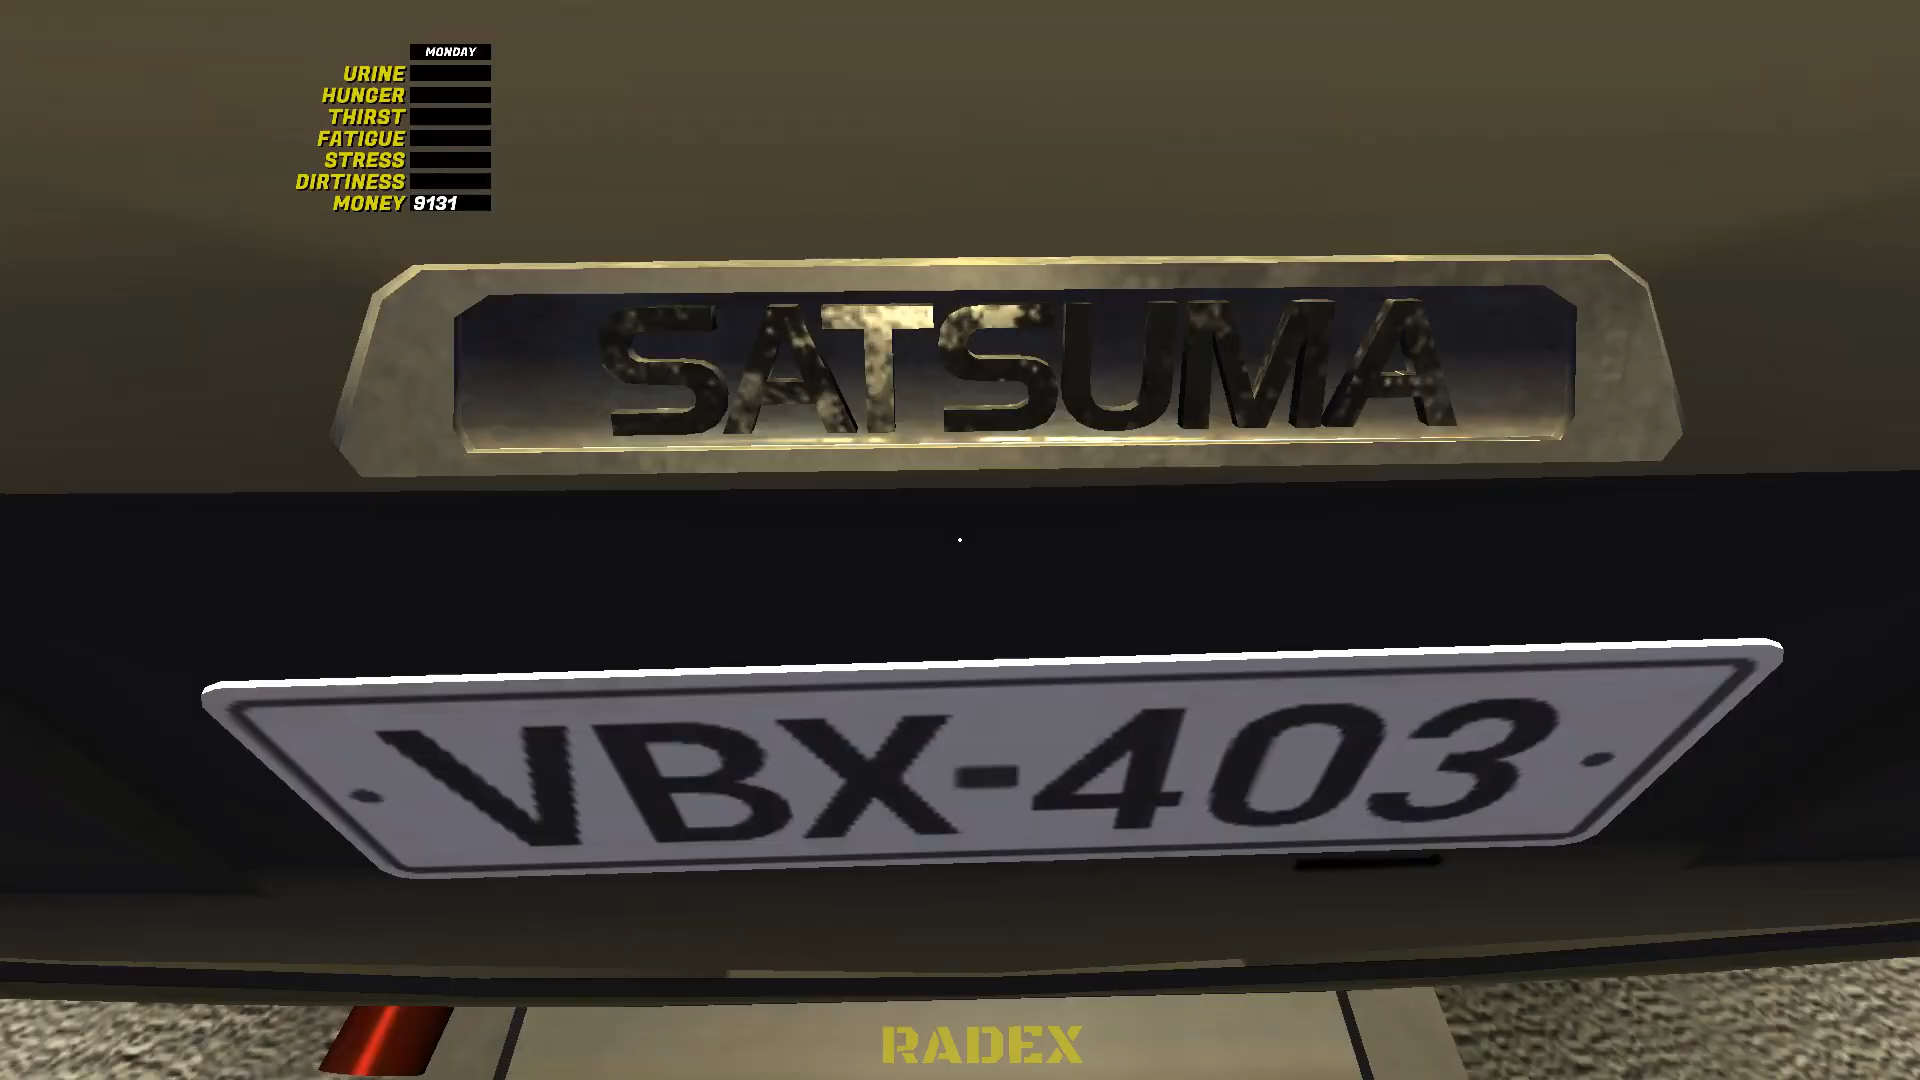 MONDAY
URINE
HUNGER
THIRST
FATIGUE
STRESS
DIRTINESS
MONEY 9131
SATSUMA
VBX-403
RADEX